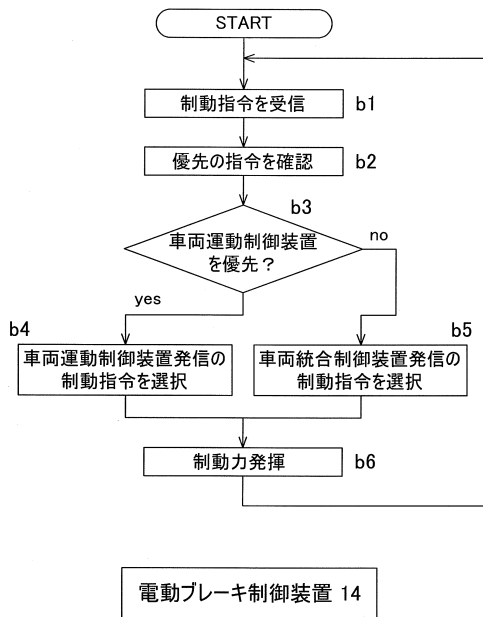 START
制動指令を受信
b1
優先の指令を確認
b2
b3
車両運動制御装置
を優先？
no
yes
b4
車両運動制御装置発信の
制動指令を選択
b5
車両統合制御装置発信の
制動指令を選択
制動力発揮
b6
電動ブレーキ制御装置 14